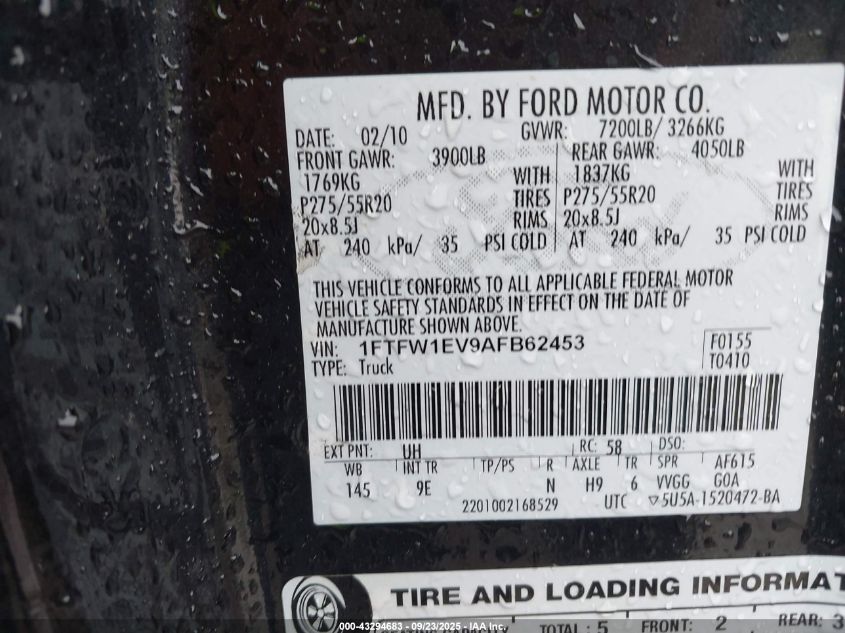 MFD. BY FORD MOTOR CO.
DATE: 02/10 GVWR: 7200LB/ 3266KG
FRONT GAWR: 3900LB REAR GAWR: 4050LB
1769KG WITH 1837KG WITH
P275/55R20 TIRES P275/55R20 TIRES
20x8.5J RIMS 20x8.5J RIMS
AT 240 kPa/ 35 PSI COLD AT 240 kPa/ 35 PSI COLD
THIS VEHICLE CONFORMS TO ALL APPLICABLE FEDERAL MOTOR
VEHICLE SAFETY STANDARDS IN EFFECT ON THE DATE OF
MANUFACTURE SHOWN ABOVE.
VIN: 1FTFW1EV9AFB62453 F0155
TYPE: Truck T0410
EXT PNT: UH RC: 58 DSO:
WB INT TR TP/PS R AXLE TR SPR AF615
145 9E N H9 6 VVGG GOA
2201002168529 UTC ▽5U5A-1520472-BA
TIRE AND LOADING INFORMAT
TOTAL: 5 FRONT: 2 REAR: 3
000-43294683 - 09/23/2025 - IAA Inc.